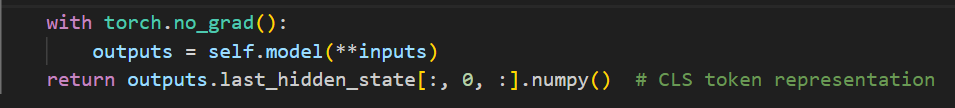 with torch.no_grad():
    outputs = self.model(**inputs)
return outputs.last_hidden_state[:, 0, :].numpy()  # CLS token representation